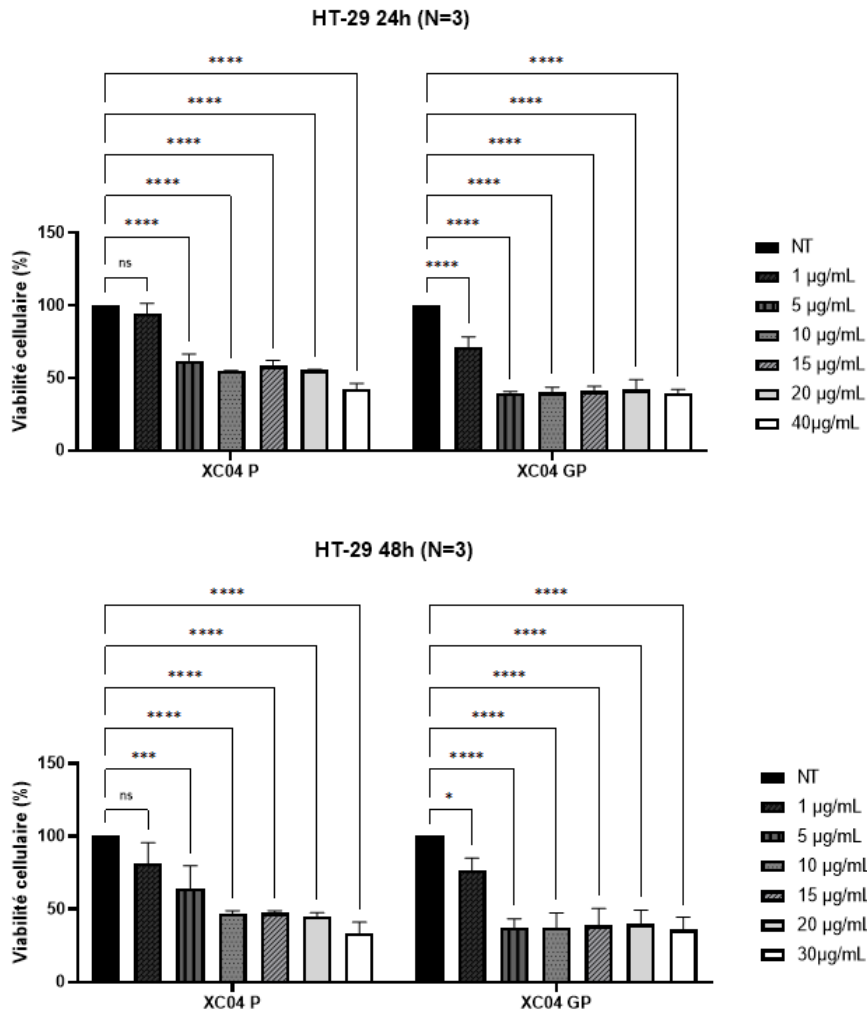 HT-29 24h (N=3)
**** ****
**** ****
**** ****
**** ****
**** ****
ns ****
Viabilité cellulaire (%)
150
100
50
0
XC04 P XC04 GP
NT
1 µg/mL
5 µg/mL
10 µg/mL
15 µg/mL
20 µg/mL
40µg/mL
HT-29 48h (N=3)
**** ****
**** ****
**** ****
**** ****
*** ****
ns *
Viabilité cellulaire (%)
150
100
50
0
XC04 P XC04 GP
NT
1 µg/mL
5 µg/mL
10 µg/mL
15 µg/mL
20 µg/mL
30µg/mL